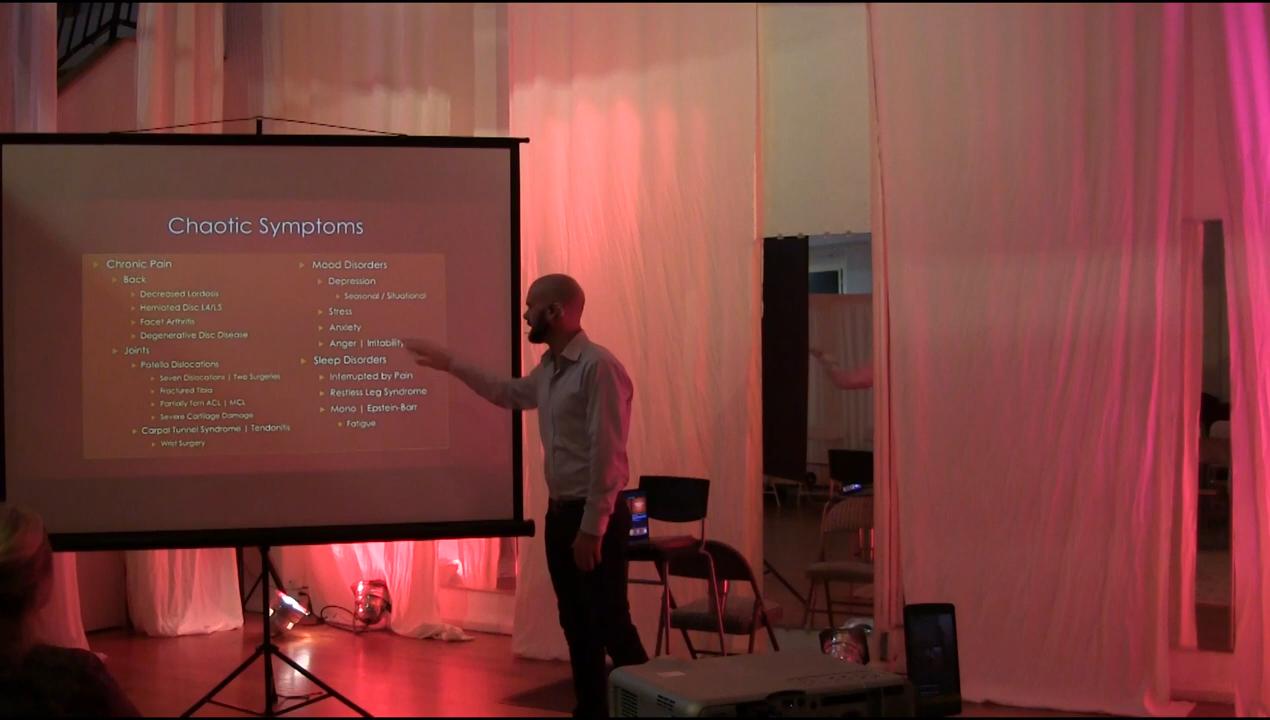 Chaotic Symptoms
Chronic Pain
Back
Decreased Lordosis
Herniated Disc L4/L5
Facet Arthritis
Degenerative Disc Disease
Joints
Patella Dislocations
Seven Dislocations | Two Surgeries
Fractured Tibia
Partially Torn ACL | MCL
Severe Cartilage Damage
Carpal Tunnel Syndrome | Tendonitis
Wrist Surgery
Mood Disorders
Depression
Seasonal / Situational
Stress
Anxiety
Anger | Irritability
Sleep Disorders
Interrupted by Pain
Restless Leg Syndrome
Mono | Epstein-Barr
Fatigue